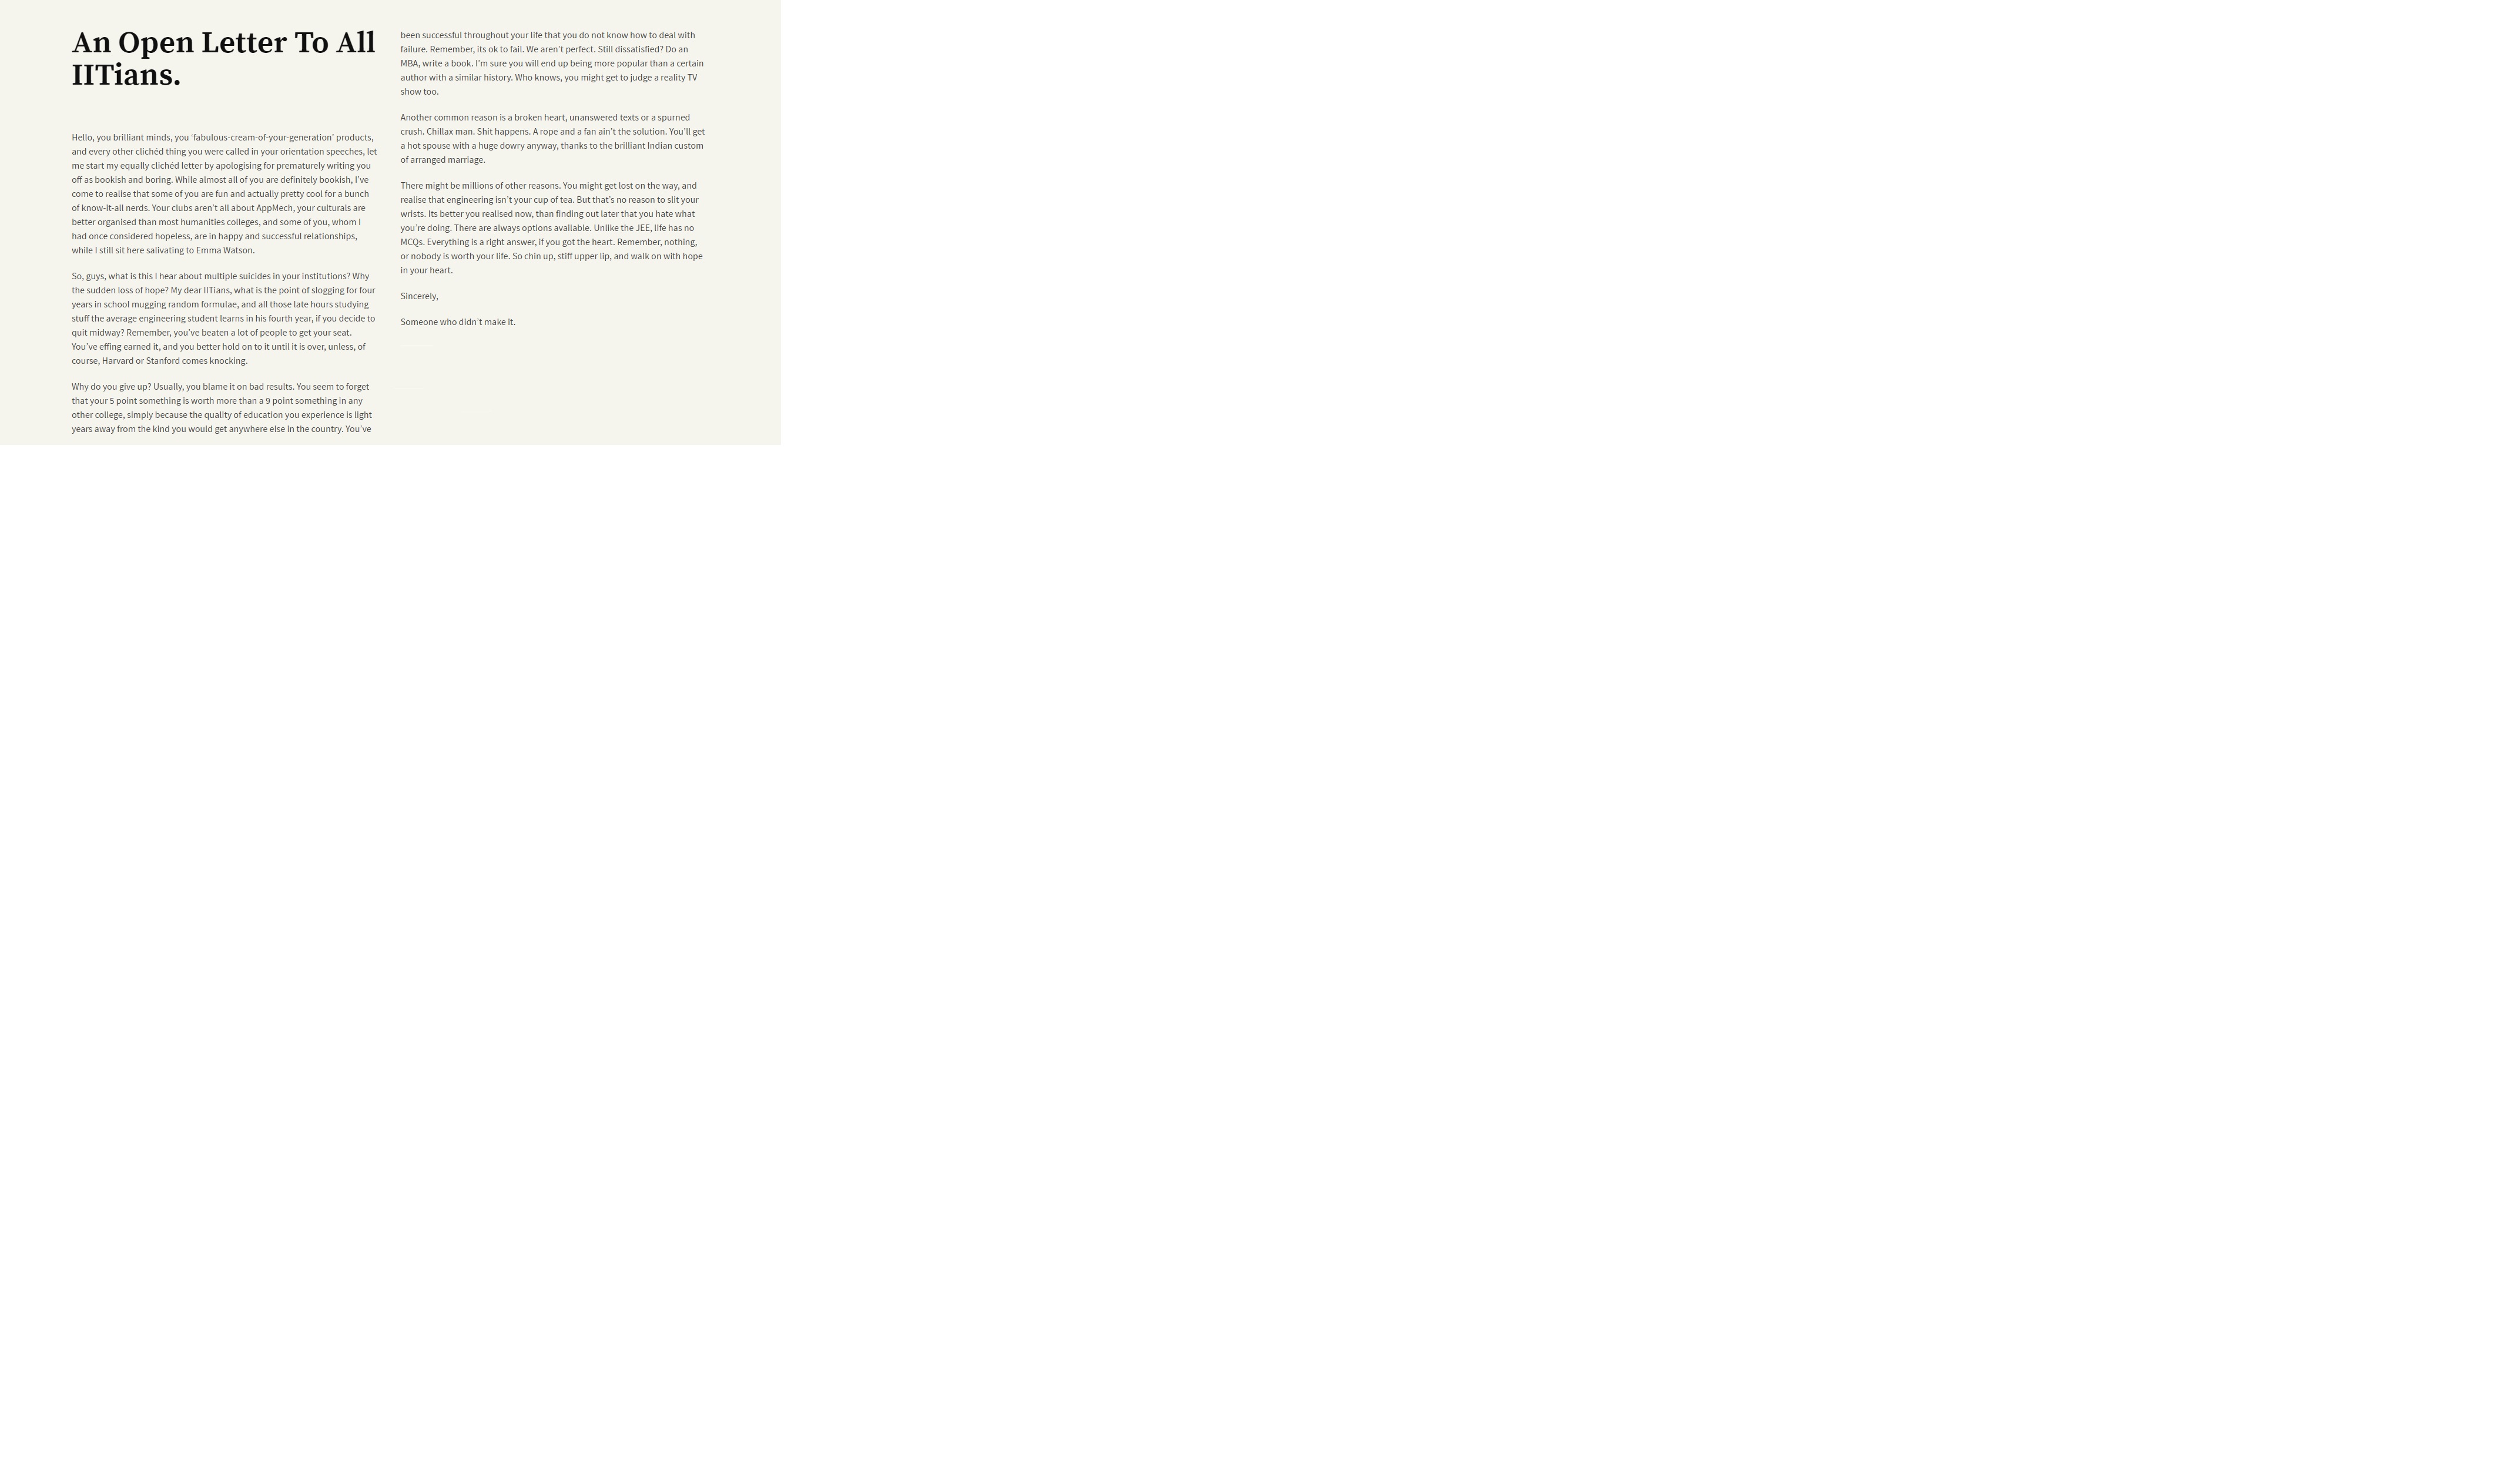 An Open Letter To All
IITians.
Hello, you brilliant minds, you ‘fabulous-cream-of-your-generation’ products,
and every other clichéd thing you were called in your orientation speeches, let
me start my equally clichéd letter by apologising for prematurely writing you
off as bookish and boring. While almost all of you are definitely bookish, I’ve
come to realise that some of you are fun and actually pretty cool for a bunch
of know-it-all nerds. Your clubs aren’t all about AppMech, your culturals are
better organised than most humanities colleges, and some of you, whom I
had once considered hopeless, are in happy and successful relationships,
while I still sit here salivating to Emma Watson.
So, guys, what is this I hear about multiple suicides in your institutions? Why
the sudden loss of hope? My dear IITians, what is the point of slogging for four
years in school mugging random formulae, and all those late hours studying
stuff the average engineering student learns in his fourth year, if you decide to
quit midway? Remember, you’ve beaten a lot of people to get your seat.
You’ve effing earned it, and you better hold on to it until it is over, unless, of
course, Harvard or Stanford comes knocking.
Why do you give up? Usually, you blame it on bad results. You seem to forget
that your 5 point something is worth more than a 9 point something in any
other college, simply because the quality of education you experience is light
years away from the kind you would get anywhere else in the country. You’ve
been successful throughout your life that you do not know how to deal with
failure. Remember, its ok to fail. We aren’t perfect. Still dissatisfied? Do an
MBA, write a book. I’m sure you will end up being more popular than a certain
author with a similar history. Who knows, you might get to judge a reality TV
show too.
Another common reason is a broken heart, unanswered texts or a spurned
crush. Chillax man. Shit happens. A rope and a fan ain’t the solution. You’ll get
a hot spouse with a huge dowry anyway, thanks to the brilliant Indian custom
of arranged marriage.
There might be millions of other reasons. You might get lost on the way, and
realise that engineering isn’t your cup of tea. But that’s no reason to slit your
wrists. Its better you realised now, than finding out later that you hate what
you’re doing. There are always options available. Unlike the JEE, life has no
MCQs. Everything is a right answer, if you got the heart. Remember, nothing,
or nobody is worth your life. So chin up, stiff upper lip, and walk on with hope
in your heart.
Sincerely,
Someone who didn’t make it.